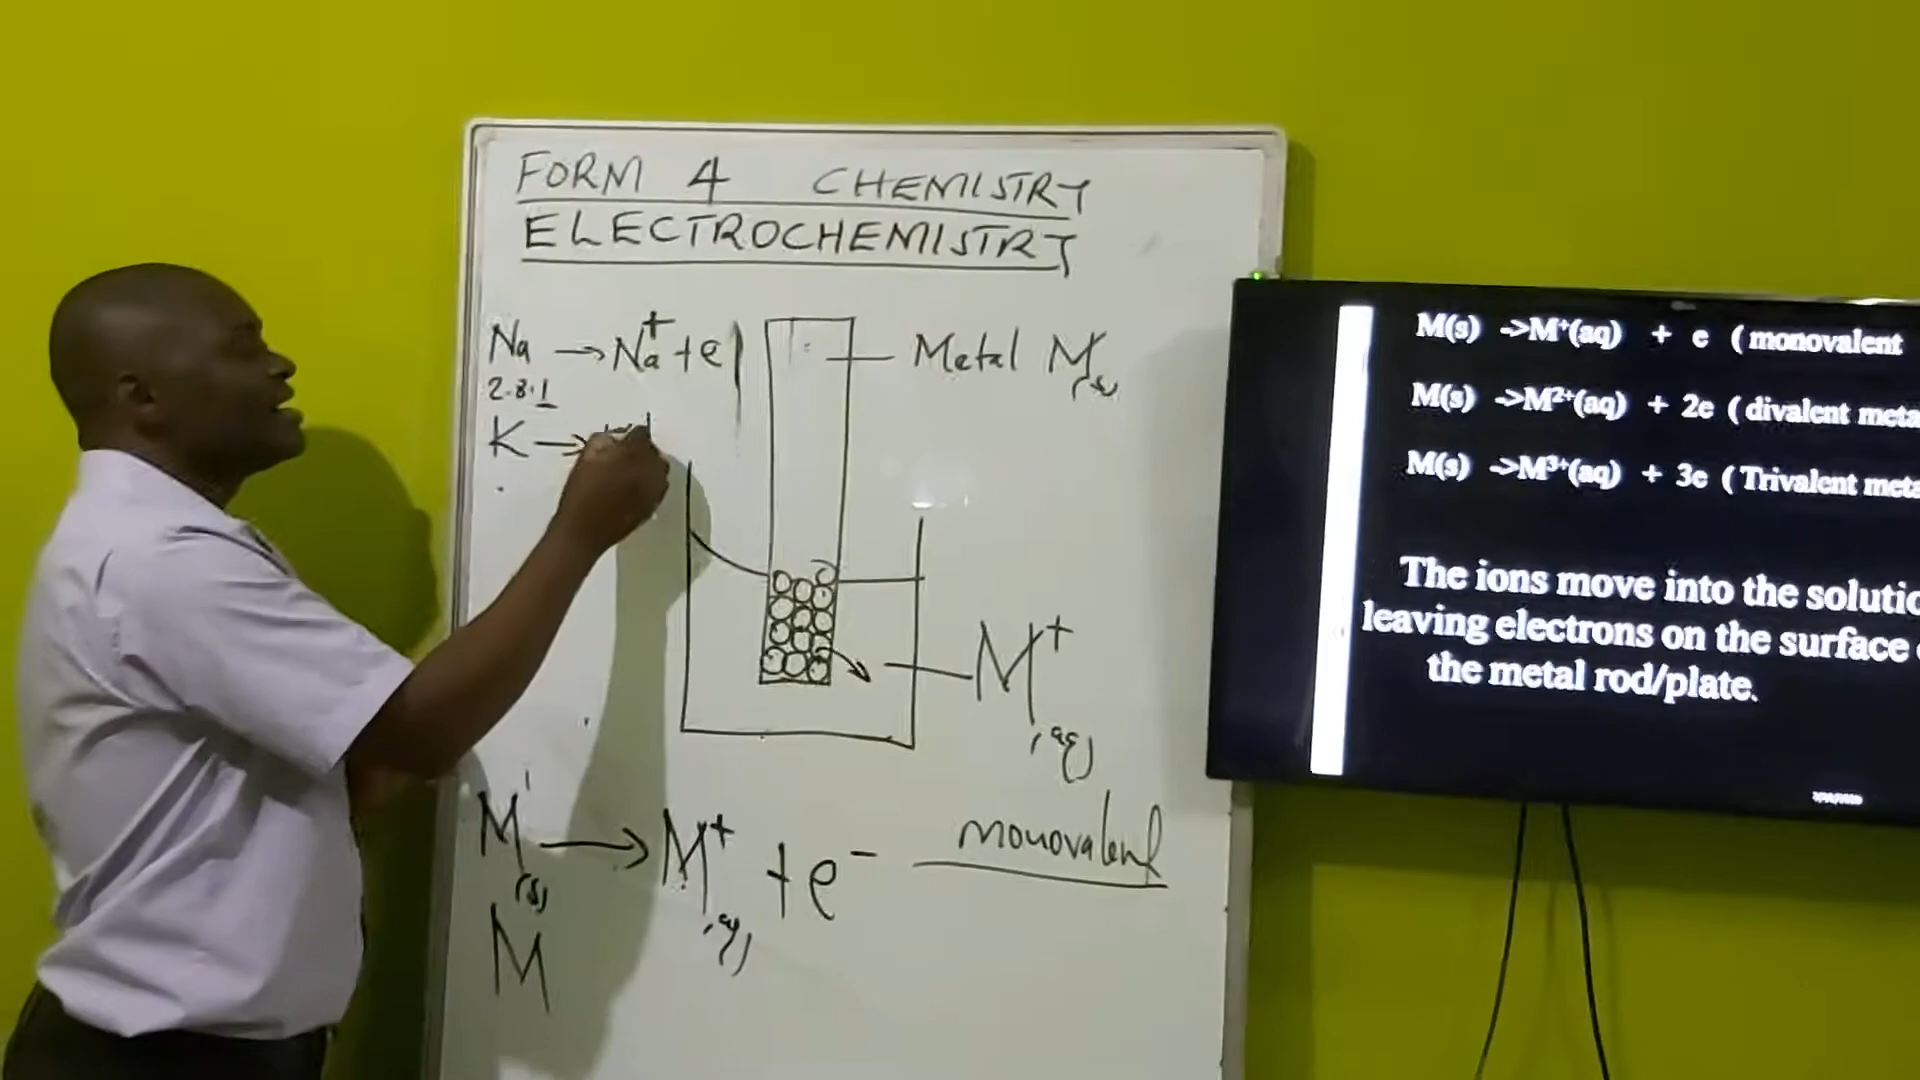 FORM 4 CHEMISTRY
ELECTROCHEMISTRY
Na → Na⁺ + e
2.8.1
K →
Metal M(s)
M⁺(aq)
M(s) → M⁺(aq) + e⁻ monovalent
M
M(s) ->M⁺(aq) + e ( monovalent
M(s) ->M²⁺(aq) + 2e ( divalent meta
M(s) ->M³⁺(aq) + 3e ( Trivalent meta
The ions move into the solutio
leaving electrons on the surface
the metal rod/plate.